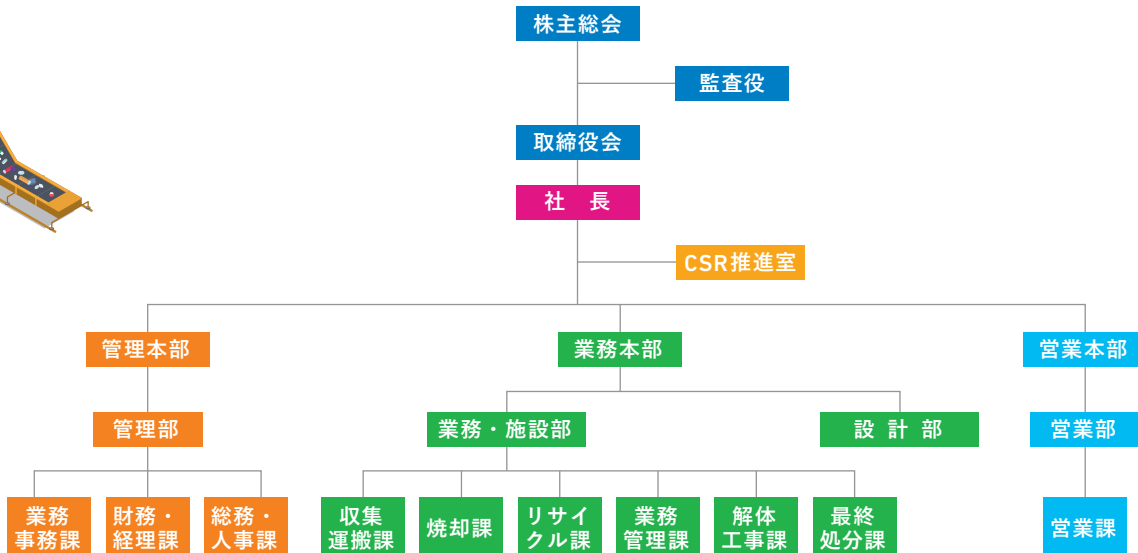 株主総会
監査役
取締役会
社　長
CSR推進室
管理本部
業務本部
営業本部
管理部
業務・施設部
設 計 部
営業部
業務
事務課
財務・
経理課
総務・
人事課
収集
運搬課
焼却課
リサイ
クル課
業務
管理課
解体
工事課
最終
処分課
営業課